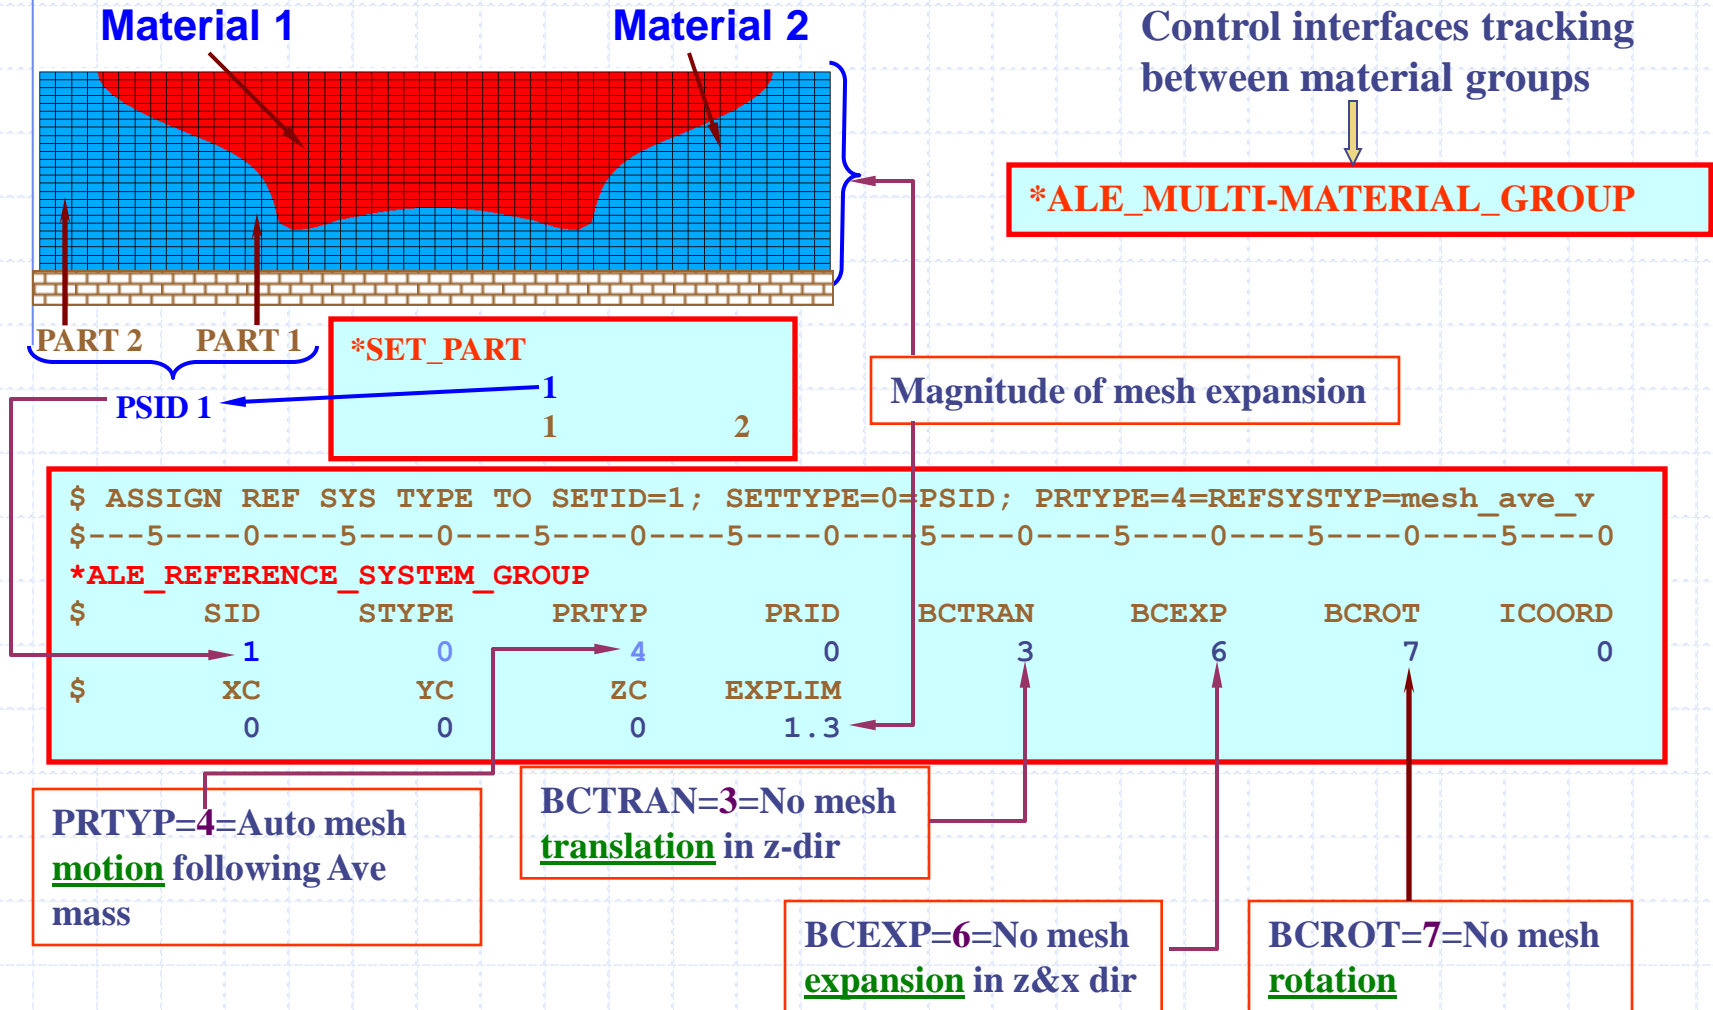 Material 1
Material 2
Control interfaces tracking
between material groups
*ALE_MULTI-MATERIAL_GROUP
PART 2
PART 1
*SET_PART
1
1 2
PSID 1
Magnitude of mesh expansion
$ ASSIGN REF SYS TYPE TO SETID=1; SETTYPE=0=PSID; PRTYPE=4=REFSYSTYP=mesh_ave_v
$---5----0----5----0----5----0----5----0----5----0----5----0----5----0----5----0
*ALE_REFERENCE_SYSTEM_GROUP
$ SID STYPE PRTYP PRID BCTRAN BCEXP BCROT ICOORD
1 0 4 0 3 6 7 0
$ XC YC ZC EXPLIM
0 0 0 1.3
PRTYP=4=Auto mesh
motion following Ave
mass
BCTRAN=3=No mesh
translation in z-dir
BCEXP=6=No mesh
expansion in z&x dir
BCROT=7=No mesh
rotation